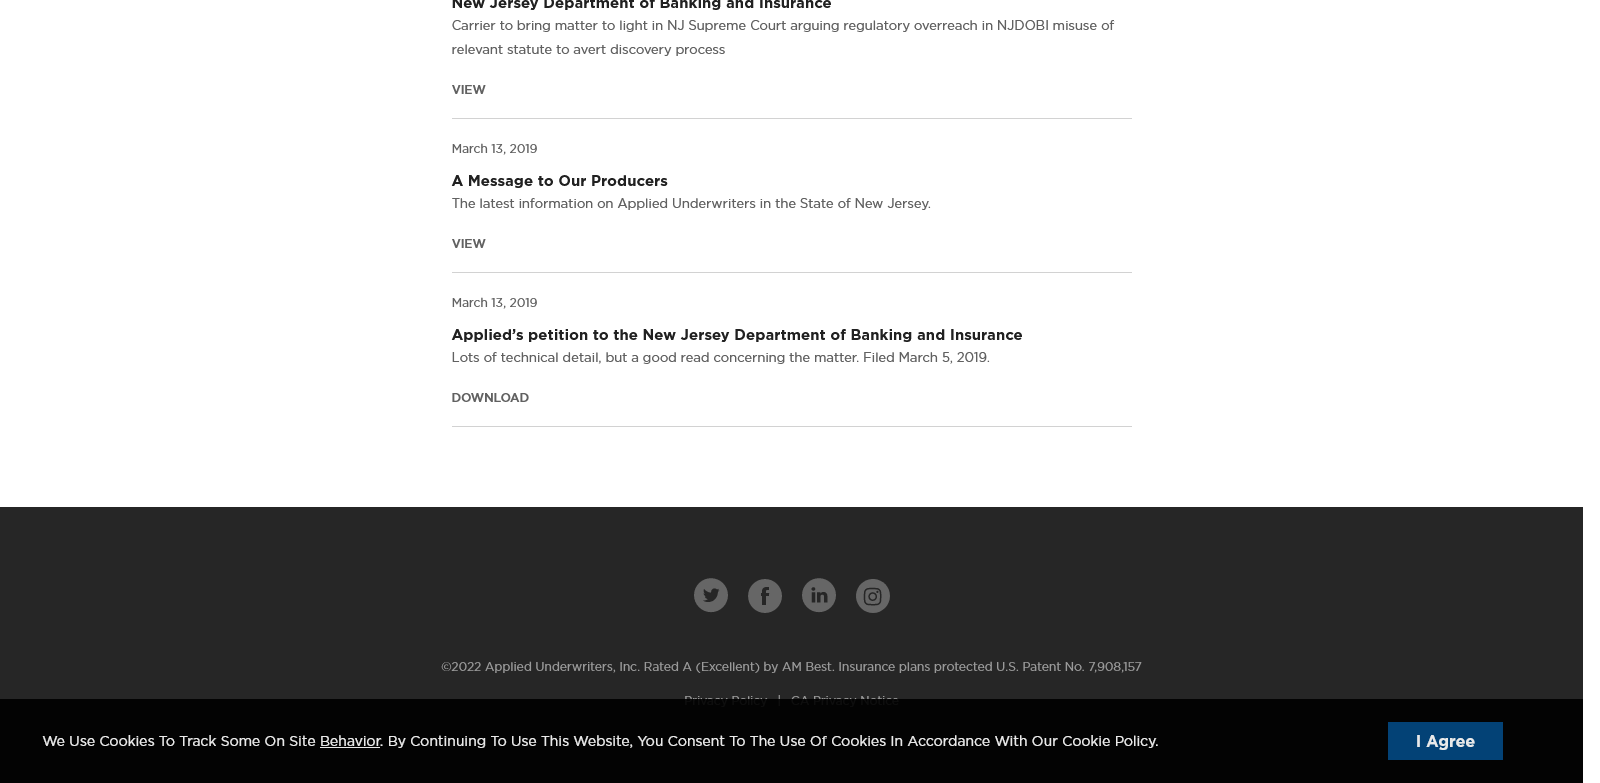 New Jersey Department of Banking and Insurance
Carrier to bring matter to light in NJ Supreme Court arguing regulatory overreach in NJDOBI misuse of
relevant statute to avert discovery process
VIEW
March 13, 2019
A Message to Our Producers
The latest information on Applied Underwriters in the State of New Jersey.
VIEW
March 13, 2019
Applied’s petition to the New Jersey Department of Banking and Insurance
Lots of technical detail, but a good read concerning the matter. Filed March 5, 2019.
DOWNLOAD
©2022 Applied Underwriters, Inc. Rated A (Excellent) by AM Best. Insurance plans protected U.S. Patent No. 7,908,157
Privacy Policy | CA Privacy Notice
We Use Cookies To Track Some On Site Behavior. By Continuing To Use This Website, You Consent To The Use Of Cookies In Accordance With Our Cookie Policy.
I Agree